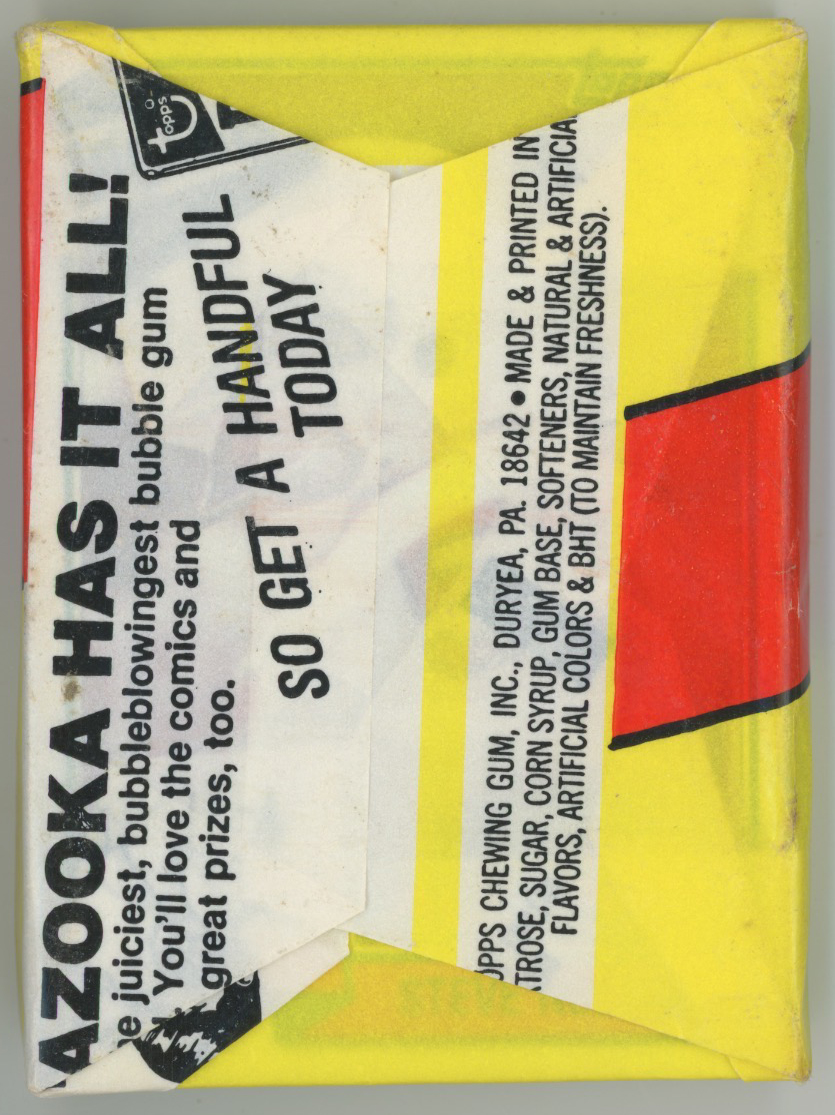 topps
AZOOKA HAS IT ALL!
e juiciest, bubbleblowingest bubble gum
You'll love the comics and
great prizes, too.
SO GET A HANDFUL
TODAY
OPPS CHEWING GUM, INC., DURYEA, PA. 18642 • MADE & PRINTED IN
TROSE, SUGAR, CORN SYRUP, GUM BASE, SOFTENERS, NATURAL & ARTIFICIA
FLAVORS, ARTIFICIAL COLORS & BHT (TO MAINTAIN FRESHNESS).